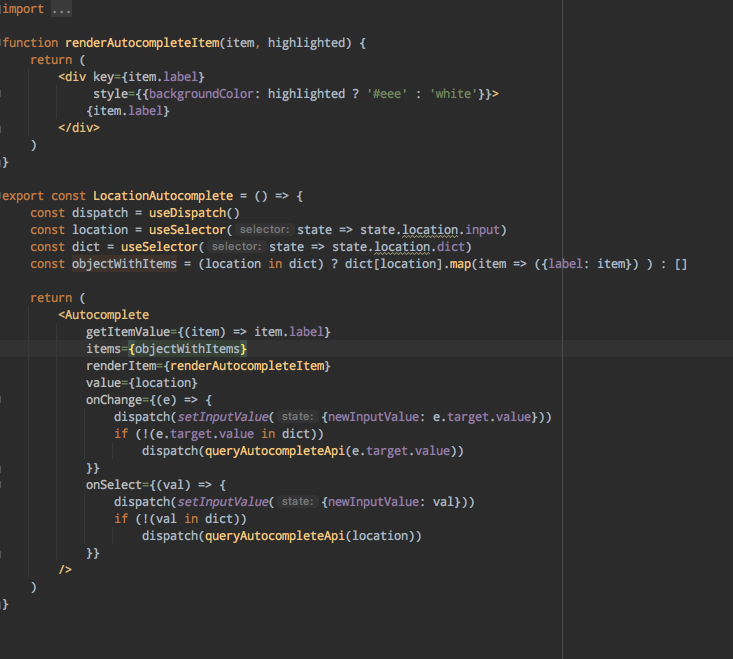 import ...
function renderAutocompleteItem(item, highlighted) {
    return (
        <div key={item.label}
             style={{backgroundColor: highlighted ? '#eee' : 'white'}}>
            {item.label}
        </div>
    )
}
export const LocationAutocomplete = () => {
    const dispatch = useDispatch()
    const location = useSelector( selector: state => state.location.input)
    const dict = useSelector( selector: state => state.location.dict)
    const objectWithItems = (location in dict) ? dict[location].map(item => ({label: item}) ) : []
    return (
        <Autocomplete
            getItemValue={(item) => item.label}
            items={objectWithItems}
            renderItem={renderAutocompleteItem}
            value={location}
            onChange={(e) => {
                dispatch(setInputValue( state: {newInputValue: e.target.value}))
                if (!(e.target.value in dict))
                    dispatch(queryAutocompleteApi(e.target.value))
            }}
            onSelect={(val) => {
                dispatch(setInputValue( state: {newInputValue: val}))
                if (!(val in dict))
                    dispatch(queryAutocompleteApi(location))
            }}
        />
    )
}